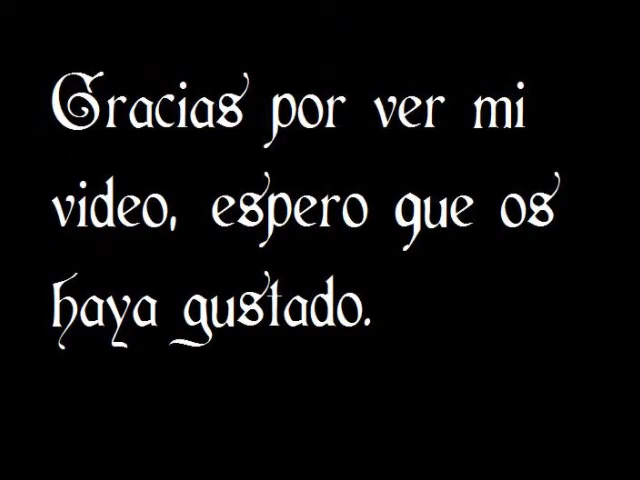 Gracias por ver mi
video, espero que os
haya gustado.